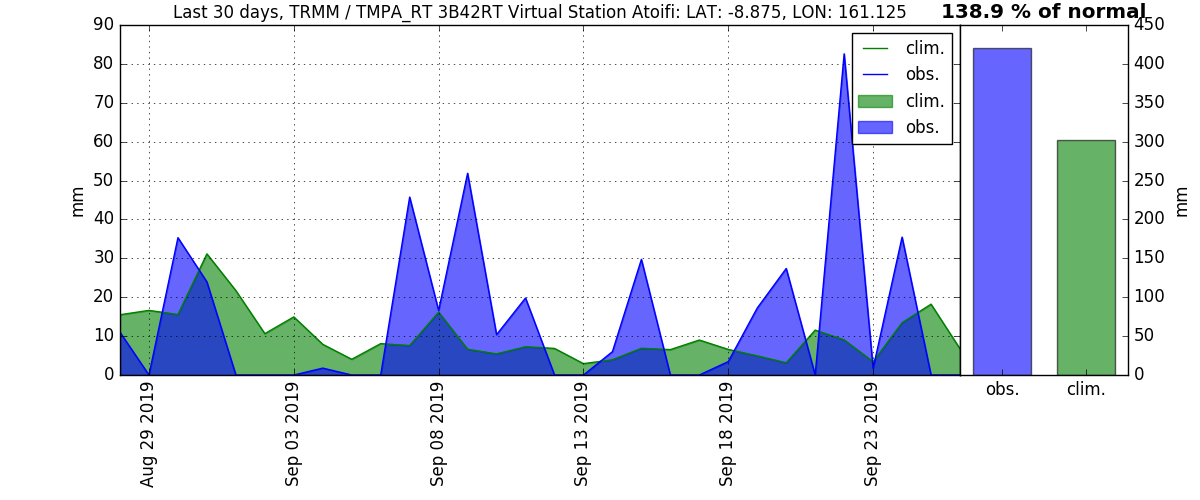 Last 30 days, TRMM / TMPA_RT 3B42RT Virtual Station Atoifi: LAT: -8.875, LON: 161.125
138.9 % of normal
90
80
70
60
50
40
30
20
10
0
mm
clim.
obs.
clim.
obs.
Aug 29 2019
Sep 03 2019
Sep 08 2019
Sep 13 2019
Sep 18 2019
Sep 23 2019
450
400
350
300
250
200
150
100
50
0
mm
obs.
clim.